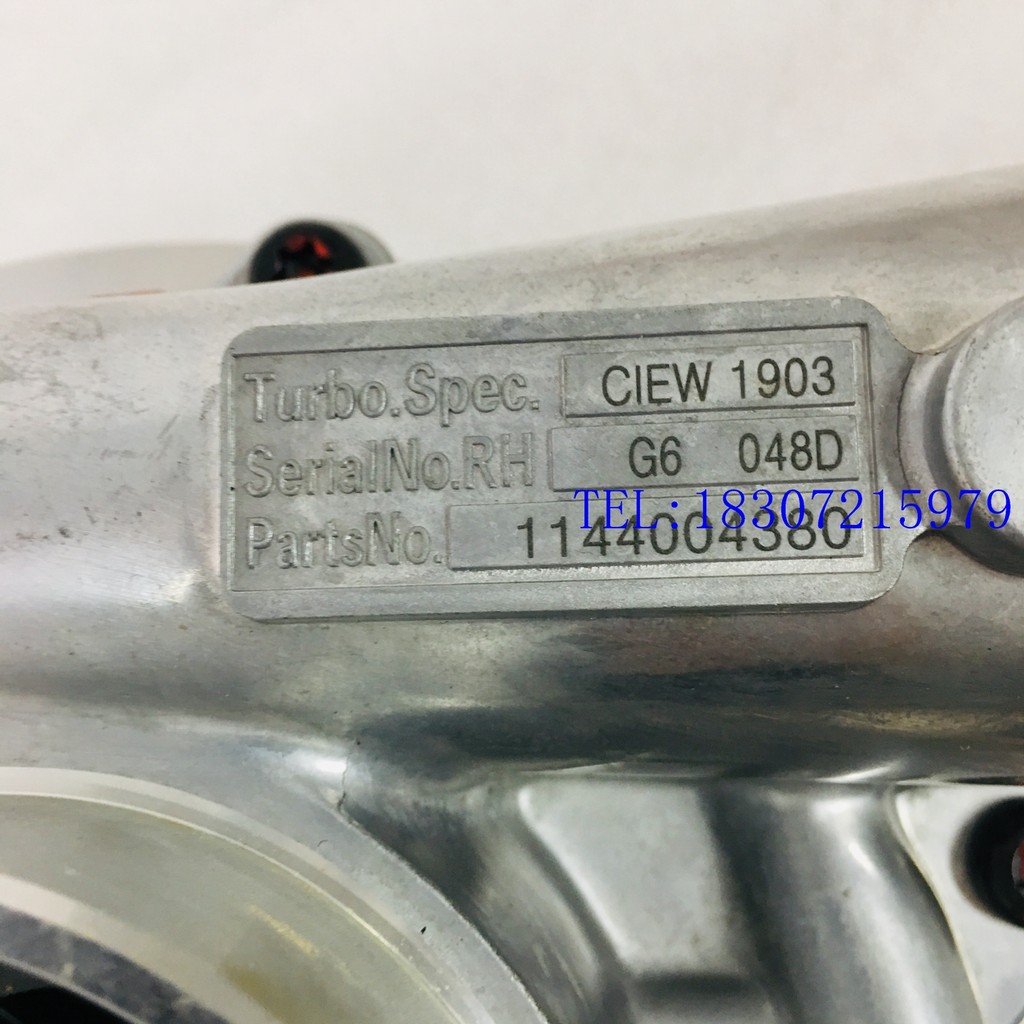 Turbo.Spec. CIEW 1903
SerialNo.RH G6 048D
TEL:18307215979
PartsNo. 1144004380